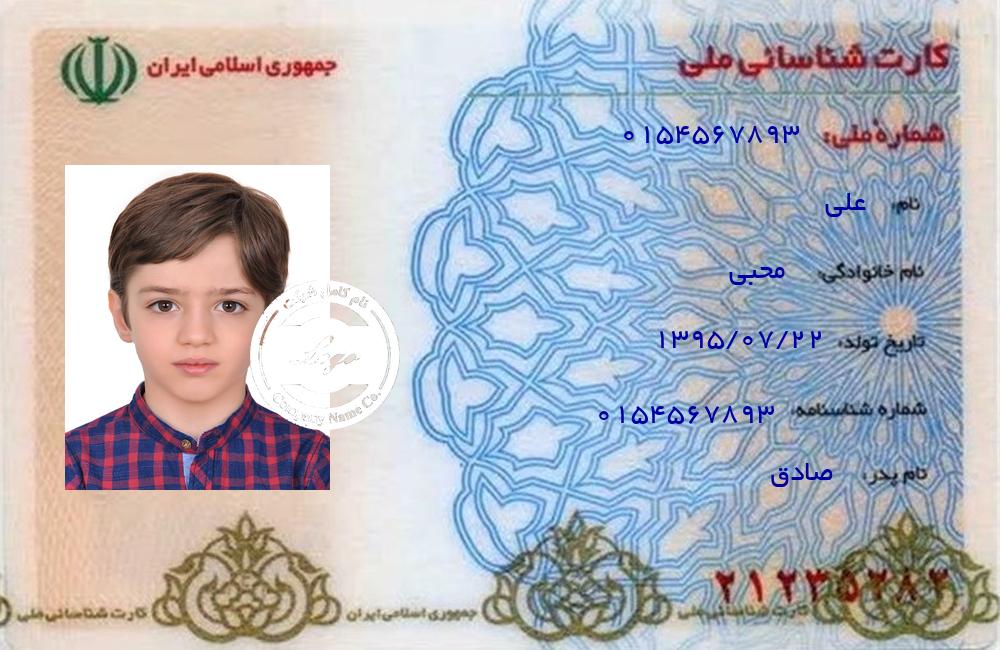 کارت شناسائی ملی
جمهوری اسلامی ایران
شمارهٔ ملی: ۰۱۵۴۵۶۷۸۹۳
نام: علی
نام خانوادگی: محبی
تاریخ تولد: ۱۳۹۵/۰۷/۲۲
شماره شناسنامه: ۰۱۵۴۵۶۷۸۹۳
نام پدر: صادق
نام کامل شرکت
Logo
Company Name Co.
۲۱۲۳۵۲۸۳
کارت شناسائی ملی
جمهوری اسلامی ایران
کارت شناسائی ملی